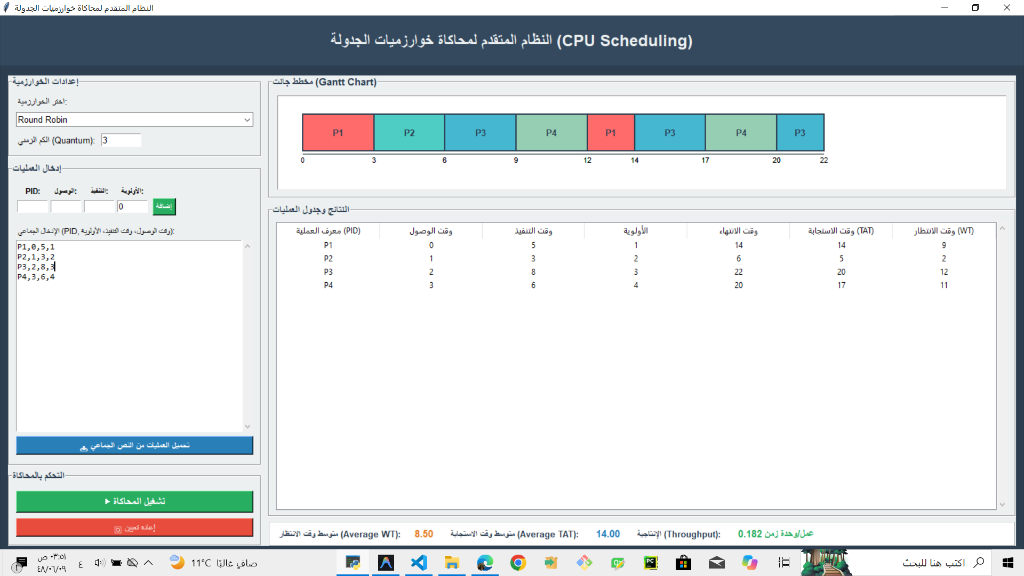 النظام المتقدم لمحاكاة خوارزميات الجدولة
النظام المتقدم لمحاكاة خوارزميات الجدولة (CPU Scheduling)
إعدادات الخوارزمية
اختر الخوارزمية:
Round Robin
الكم الزمني (Quantum): 3
إدخال العمليات
PID: الوصول: التنفيذ: الأولوية:
0 إضافة
الإدخال الجماعي (PID, وقت الوصول، وقت التنفيذ، الأولوية):
P1,0,5,1
P2,1,3,2
P3,2,8,3
P4,3,6,4
تحميل العمليات من النص الجماعي
التحكم بالمحاكاة
تشغيل المحاكاة
إعادة تعيين
مخطط جانت (Gantt Chart)
P1 P2 P3 P4 P1 P3 P4 P3
0 3 6 9 12 14 17 20 22
النتائج وجدول العمليات
معرف العملية (PID) وقت الوصول وقت التنفيذ الأولوية وقت الانتهاء وقت الاستجابة (TAT) وقت الانتظار (WT)
P1 0 5 1 14 14 9
P2 1 3 2 6 5 2
P3 2 8 3 22 20 12
P4 3 6 4 20 17 11
متوسط وقت الانتظار (Average WT): 8.50 متوسط وقت الاستجابة (Average TAT): 14.00 الإنتاجية (Throughput): 0.182 عمل/وحدة زمن
٠٣:٥١ ص
٤٨/٠٦/٠٩
ع
11°C صافي غالبًا
اكتب هنا للبحث